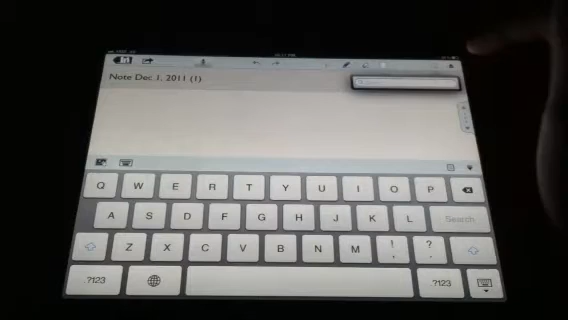 Note Dec 1, 2011 (1)
Q W E R T Y U I O P
A S D F G H J K L Search
Z X C V B N M ! , ? .
.?123 .?123